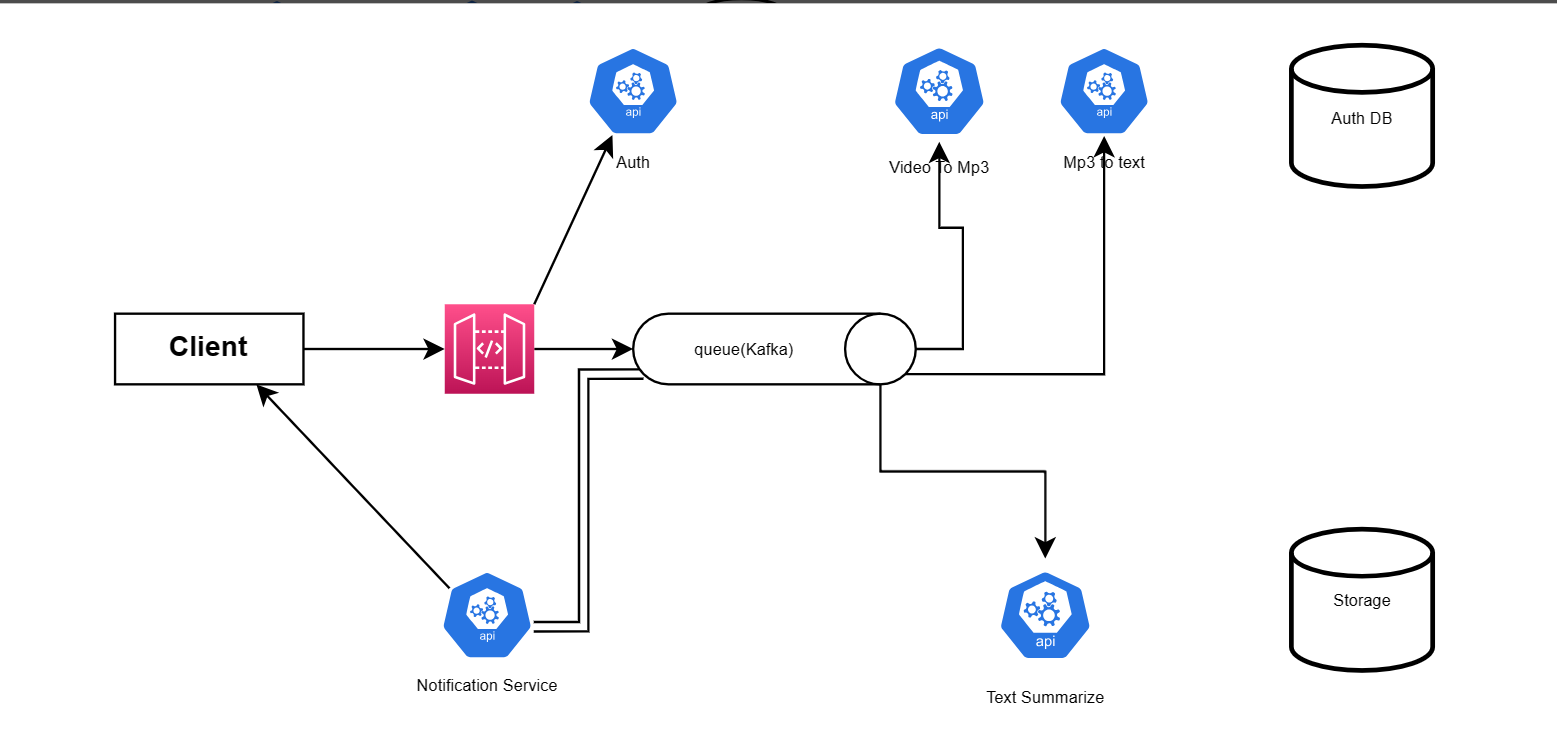 api
Auth
api
Video To Mp3
api
Mp3 to text
Auth DB
Client
</>
queue(Kafka)
api
Notification Service
api
Text Summarize
Storage